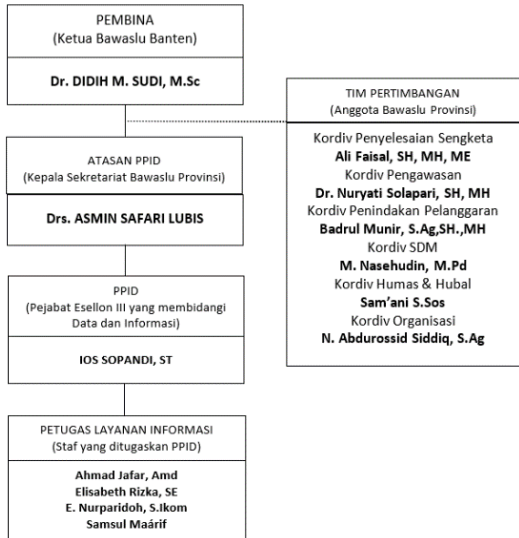 PEMBINA
(Ketua Bawaslu Banten)
Dr. DIDIH M. SUDI, M.Sc
TIM PERTIMBANGAN
(Anggota Bawaslu Provinsi)
Kordiv Penyelesaian Sengketa
Ali Faisal, SH, MH, ME
Kordiv Pengawasan
Dr. Nuryati Solapari, SH, MH
Kordiv Penindakan Pelanggaran
Badrul Munir, S.Ag,SH.,MH
Kordiv SDM
M. Nasehudin, M.Pd
Kordiv Humas & Hubal
Sam'ani S.Sos
Kordiv Organisasi
N. Abdurossid Siddiq, S.Ag
ATASAN PPID
(Kepala Sekretariat Bawaslu Provinsi)
Drs. ASMIN SAFARI LUBIS
PPID
(Pejabat Esellon III yang membidangi
Data dan Informasi)
IOS SOPANDI, ST
PETUGAS LAYANAN INFORMASI
(Staf yang ditugaskan PPID)
Ahmad Jafar, Amd
Elisabeth Rizka, SE
E. Nurparidoh, S.Ikom
Samsul Maárif